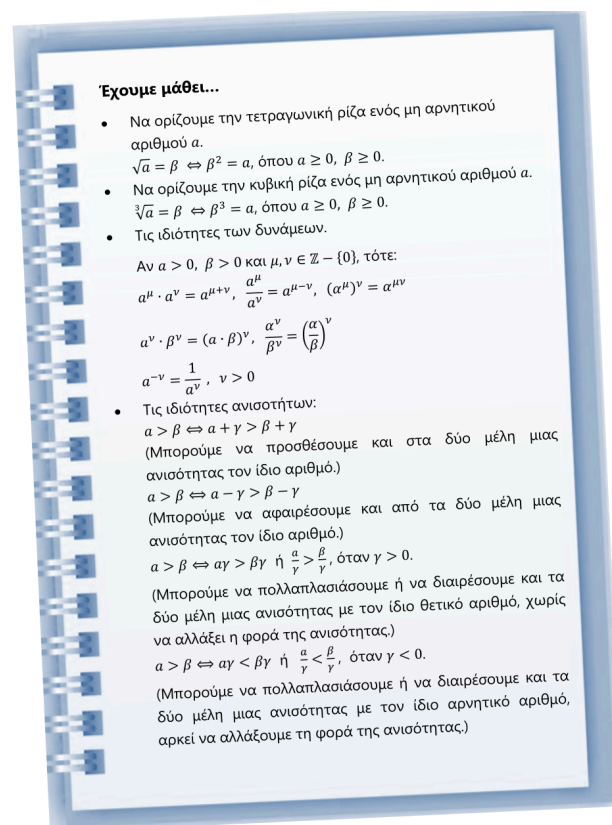 Έχουμε μάθει...
• Να ορίζουμε την τετραγωνική ρίζα ενός μη αρνητικού
αριθμού α.
√α = β ⇔ β² = α, όπου α ≥ 0, β ≥ 0.
• Να ορίζουμε την κυβική ρίζα ενός μη αρνητικού αριθμού α.
∛α = β ⇔ β³ = α, όπου α ≥ 0, β ≥ 0.
• Τις ιδιότητες των δυνάμεων.
Αν α > 0, β > 0 και μ, ν ∈ ℤ − {0}, τότε:
α^μ · α^ν = α^(μ+ν), α^μ/α^ν = α^(μ−ν), (α^μ)^ν = α^(μν)
α^ν · β^ν = (α · β)^ν, α^ν/β^ν = (α/β)^ν
α^(−ν) = 1/α^ν , ν > 0
• Τις ιδιότητες ανισοτήτων:
α > β ⇔ α + γ > β + γ
(Μπορούμε να προσθέσουμε και στα δύο μέλη μιας
ανισότητας τον ίδιο αριθμό.)
α > β ⇔ α − γ > β − γ
(Μπορούμε να αφαιρέσουμε και από τα δύο μέλη μιας
ανισότητας τον ίδιο αριθμό.)
α > β ⇔ αγ > βγ ή α/γ > β/γ, όταν γ > 0.
(Μπορούμε να πολλαπλασιάσουμε ή να διαιρέσουμε και τα
δύο μέλη μιας ανισότητας με τον ίδιο θετικό αριθμό, χωρίς
να αλλάξει η φορά της ανισότητας.)
α > β ⇔ αγ < βγ ή α/γ < β/γ, όταν γ < 0.
(Μπορούμε να πολλαπλασιάσουμε ή να διαιρέσουμε και τα
δύο μέλη μιας ανισότητας με τον ίδιο αρνητικό αριθμό,
αρκεί να αλλάξουμε τη φορά της ανισότητας.)